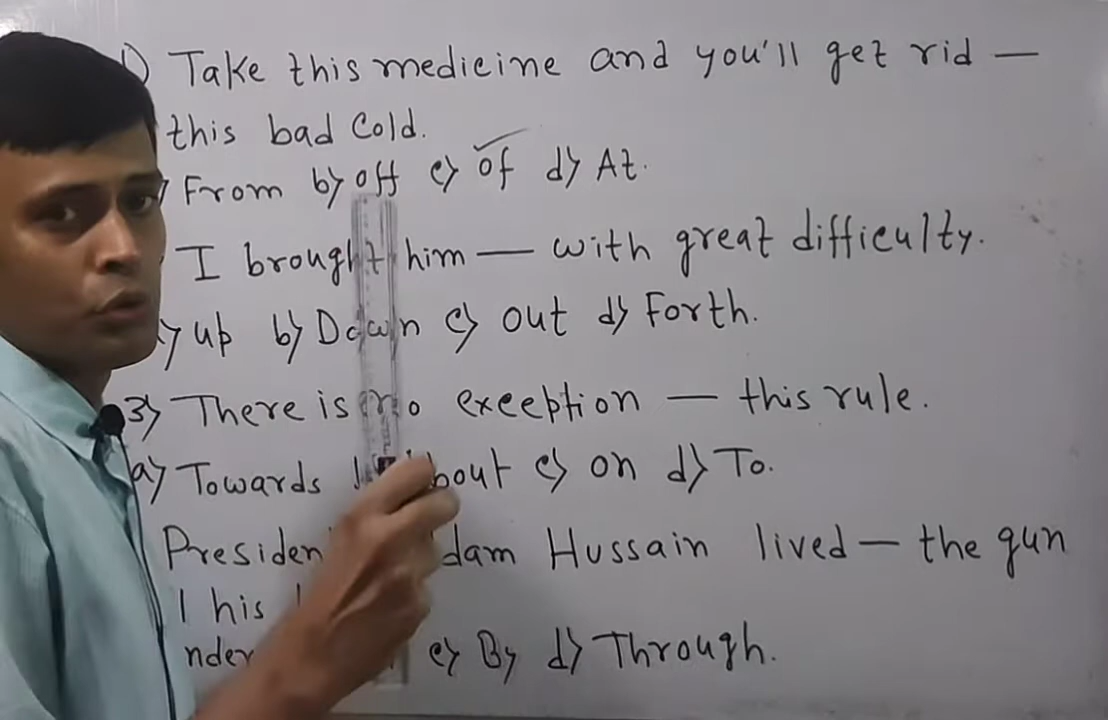 1) Take this medicine and you'll get rid —
this bad cold.
From b) off c) of d) At.
I brought him — with great difficulty.
) up b) Down c) out d) Forth.
3) There is no exception — this rule.
a) Towards bout c) on d) To.
Presiden dam Hussain lived — the gun
his
nder c) By d) Through.